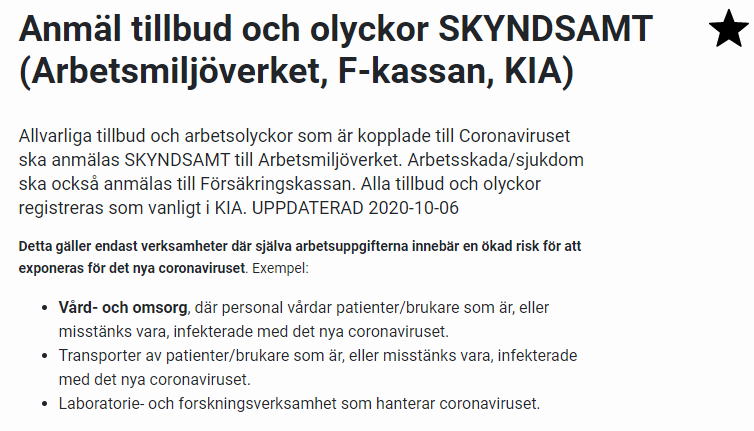 Anmäl tillbud och olyckor SKYNDSAMT
(Arbetsmiljöverket, F-kassan, KIA)
Allvarliga tillbud och arbetsolyckor som är kopplade till Coronaviruset
ska anmälas SKYNDSAMT till Arbetsmiljöverket. Arbetsskada/sjukdom
ska också anmälas till Försäkringskassan. Alla tillbud och olyckor
registreras som vanligt i KIA. UPPDATERAD 2020-10-06
Detta gäller endast verksamheter där själva arbetsuppgifterna innebär en ökad risk för att
exponeras för det nya coronaviruset. Exempel:
• Vård- och omsorg, där personal vårdar patienter/brukare som är, eller
misstänks vara, infekterade med det nya coronaviruset.
• Transporter av patienter/brukare som är, eller misstänks vara, infekterade
med det nya coronaviruset.
• Laboratorie- och forskningsverksamhet som hanterar coronaviruset.